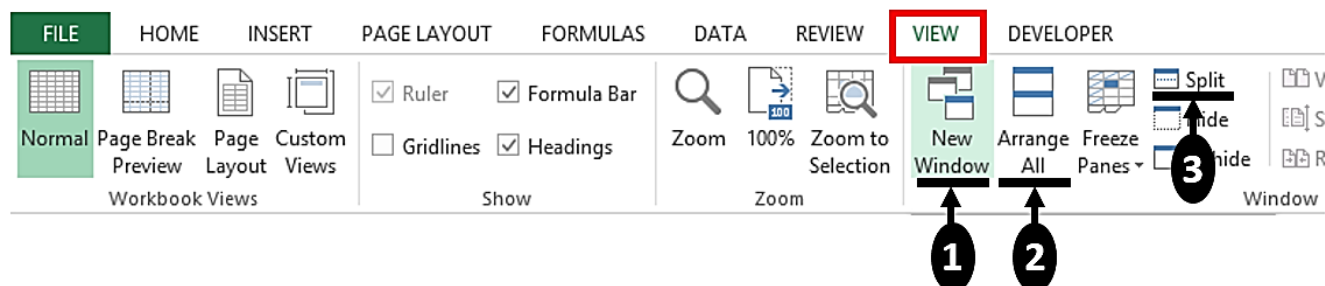 FILE HOME INSERT PAGE LAYOUT FORMULAS DATA REVIEW VIEW DEVELOPER
Normal
Page Break
Preview
Page
Layout
Custom
Views
Workbook Views
Ruler
Formula Bar
Gridlines
Headings
Show
Zoom
100
100%
Zoom to
Selection
Zoom
New
Window
Arrange
All
Freeze
Panes
Split
V
S
R
Window
1
2
3